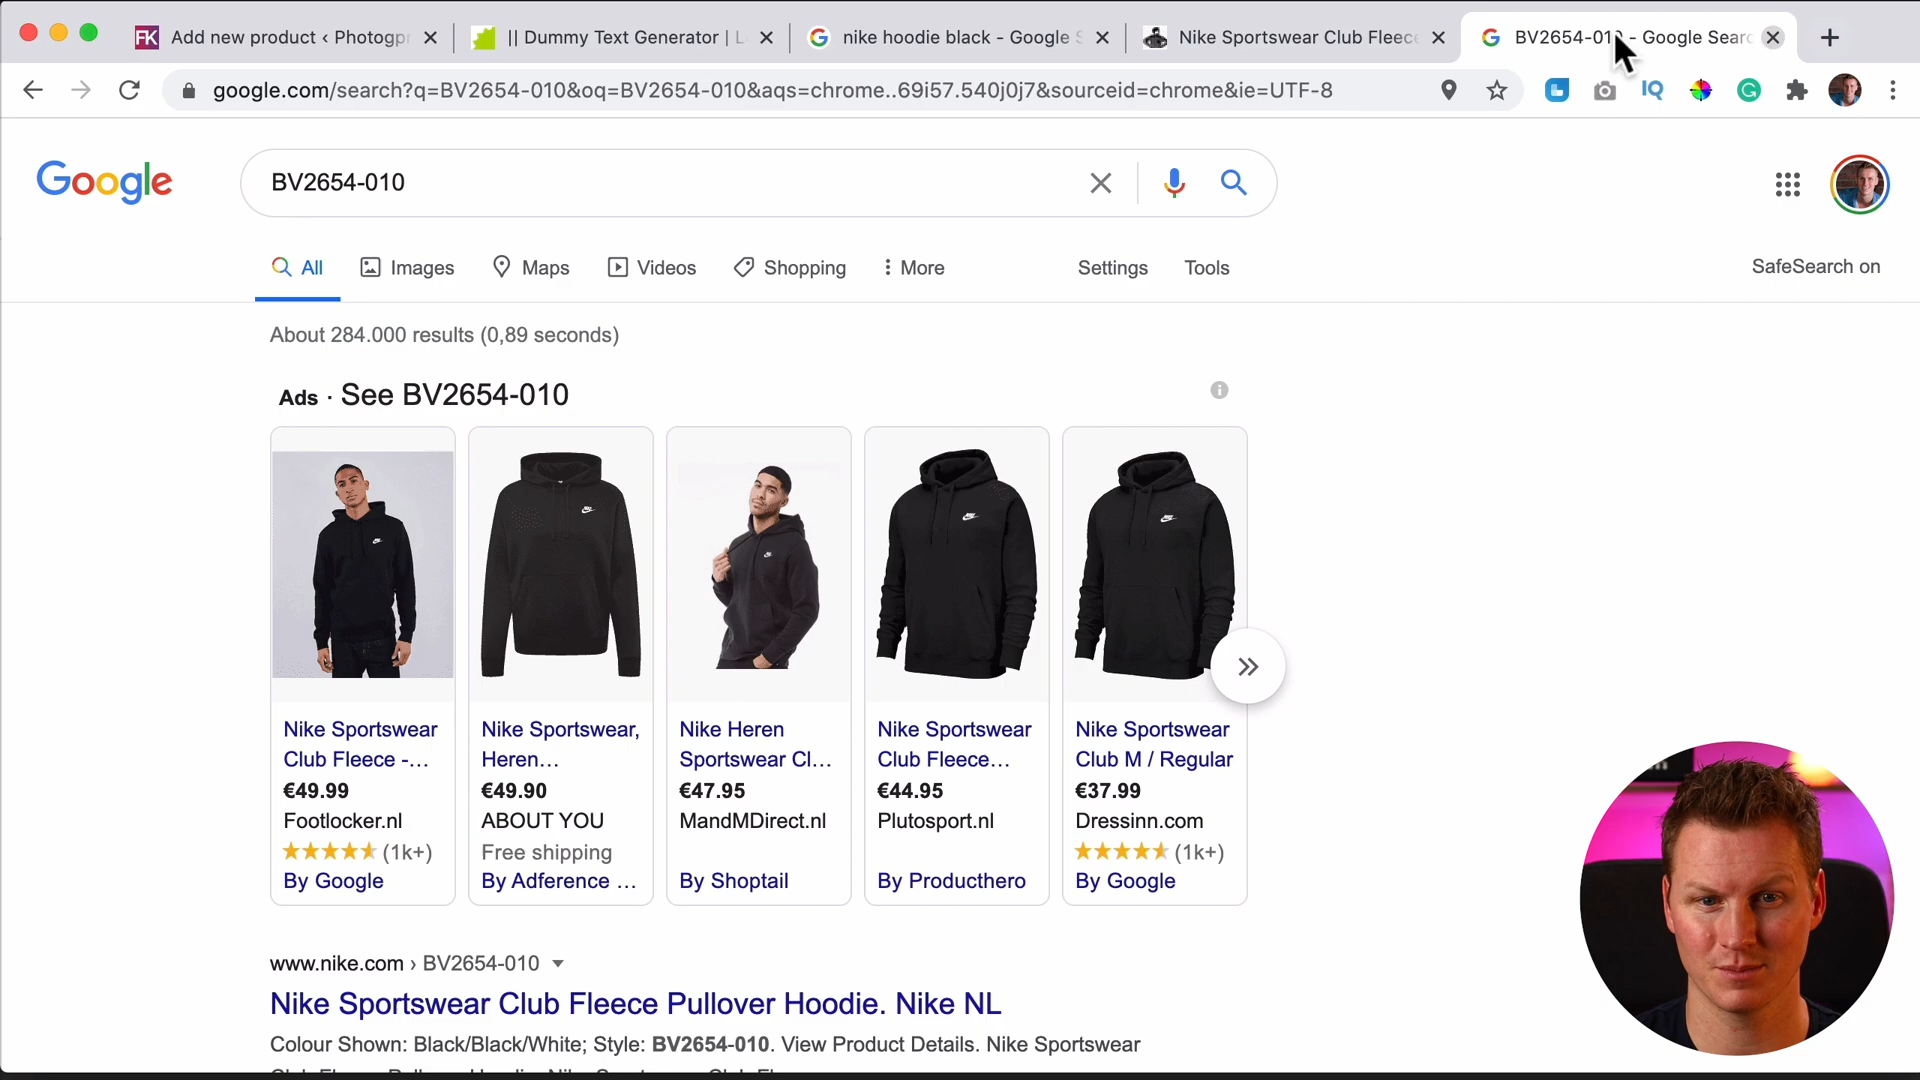 FK Add new product ‹ Photogpr
|| Dummy Text Generator | L
nike hoodie black - Google S
Nike Sportswear Club Fleece
BV2654-010 - Google Searc
google.com/search?q=BV2654-010&oq=BV2654-010&aqs=chrome..69i57.540j0j7&sourceid=chrome&ie=UTF-8
IQ
Google
BV2654-010
All
Images
Maps
Videos
Shopping
More
Settings
Tools
SafeSearch on
About 284.000 results (0,89 seconds)
Ads · See BV2654-010
Nike Sportswear
Club Fleece -...
€49.99
Footlocker.nl
(1k+)
By Google
Nike Sportswear,
Heren...
€49.90
ABOUT YOU
Free shipping
By Adference ...
Nike Heren
Sportswear Cl...
€47.95
MandMDirect.nl
By Shoptail
Nike Sportswear
Club Fleece...
€44.95
Plutosport.nl
By Producthero
Nike Sportswear
Club M / Regular
€37.99
Dressinn.com
(1k+)
By Google
www.nike.com › BV2654-010
Nike Sportswear Club Fleece Pullover Hoodie. Nike NL
Colour Shown: Black/Black/White; Style: BV2654-010. View Product Details. Nike Sportswear